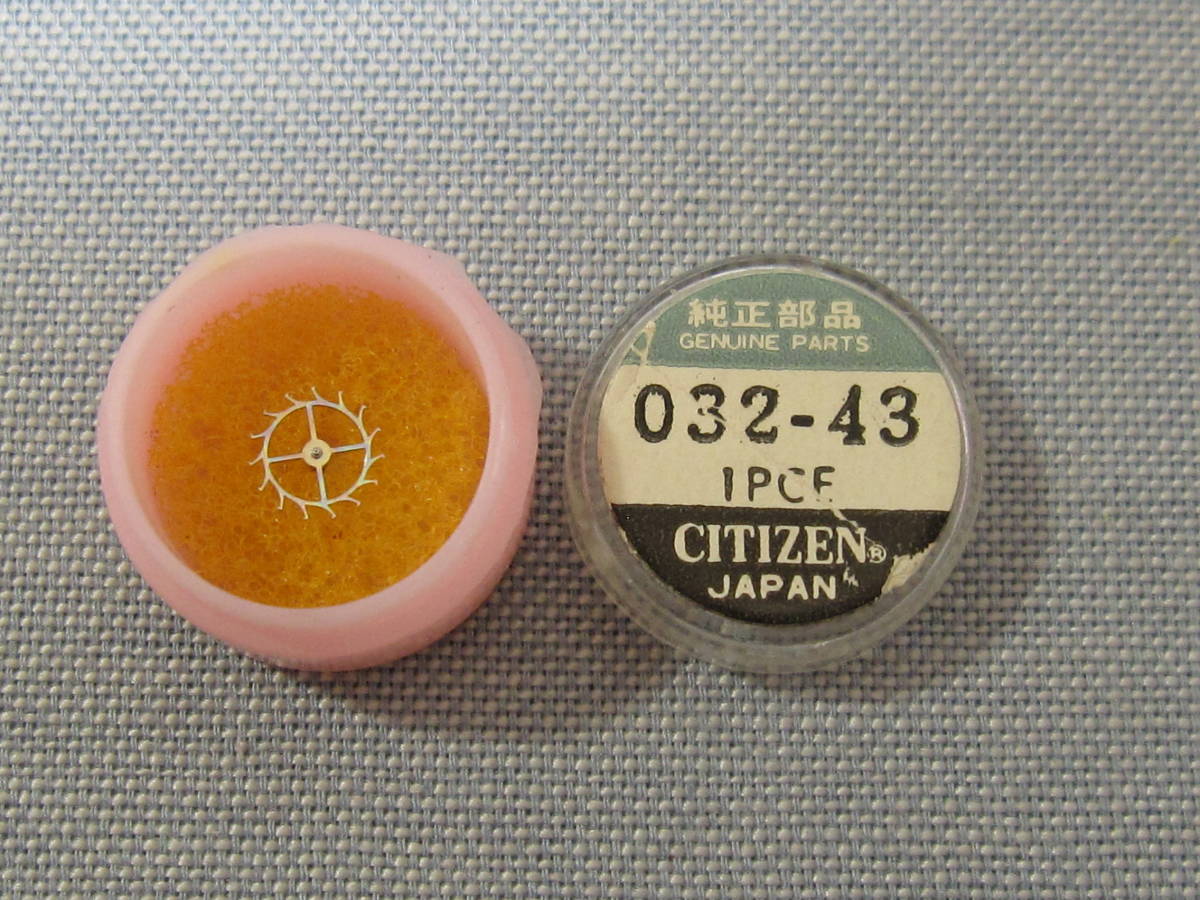 純正部品
GENUINE PARTS
032-43
1PCE
CITIZEN®
JAPAN